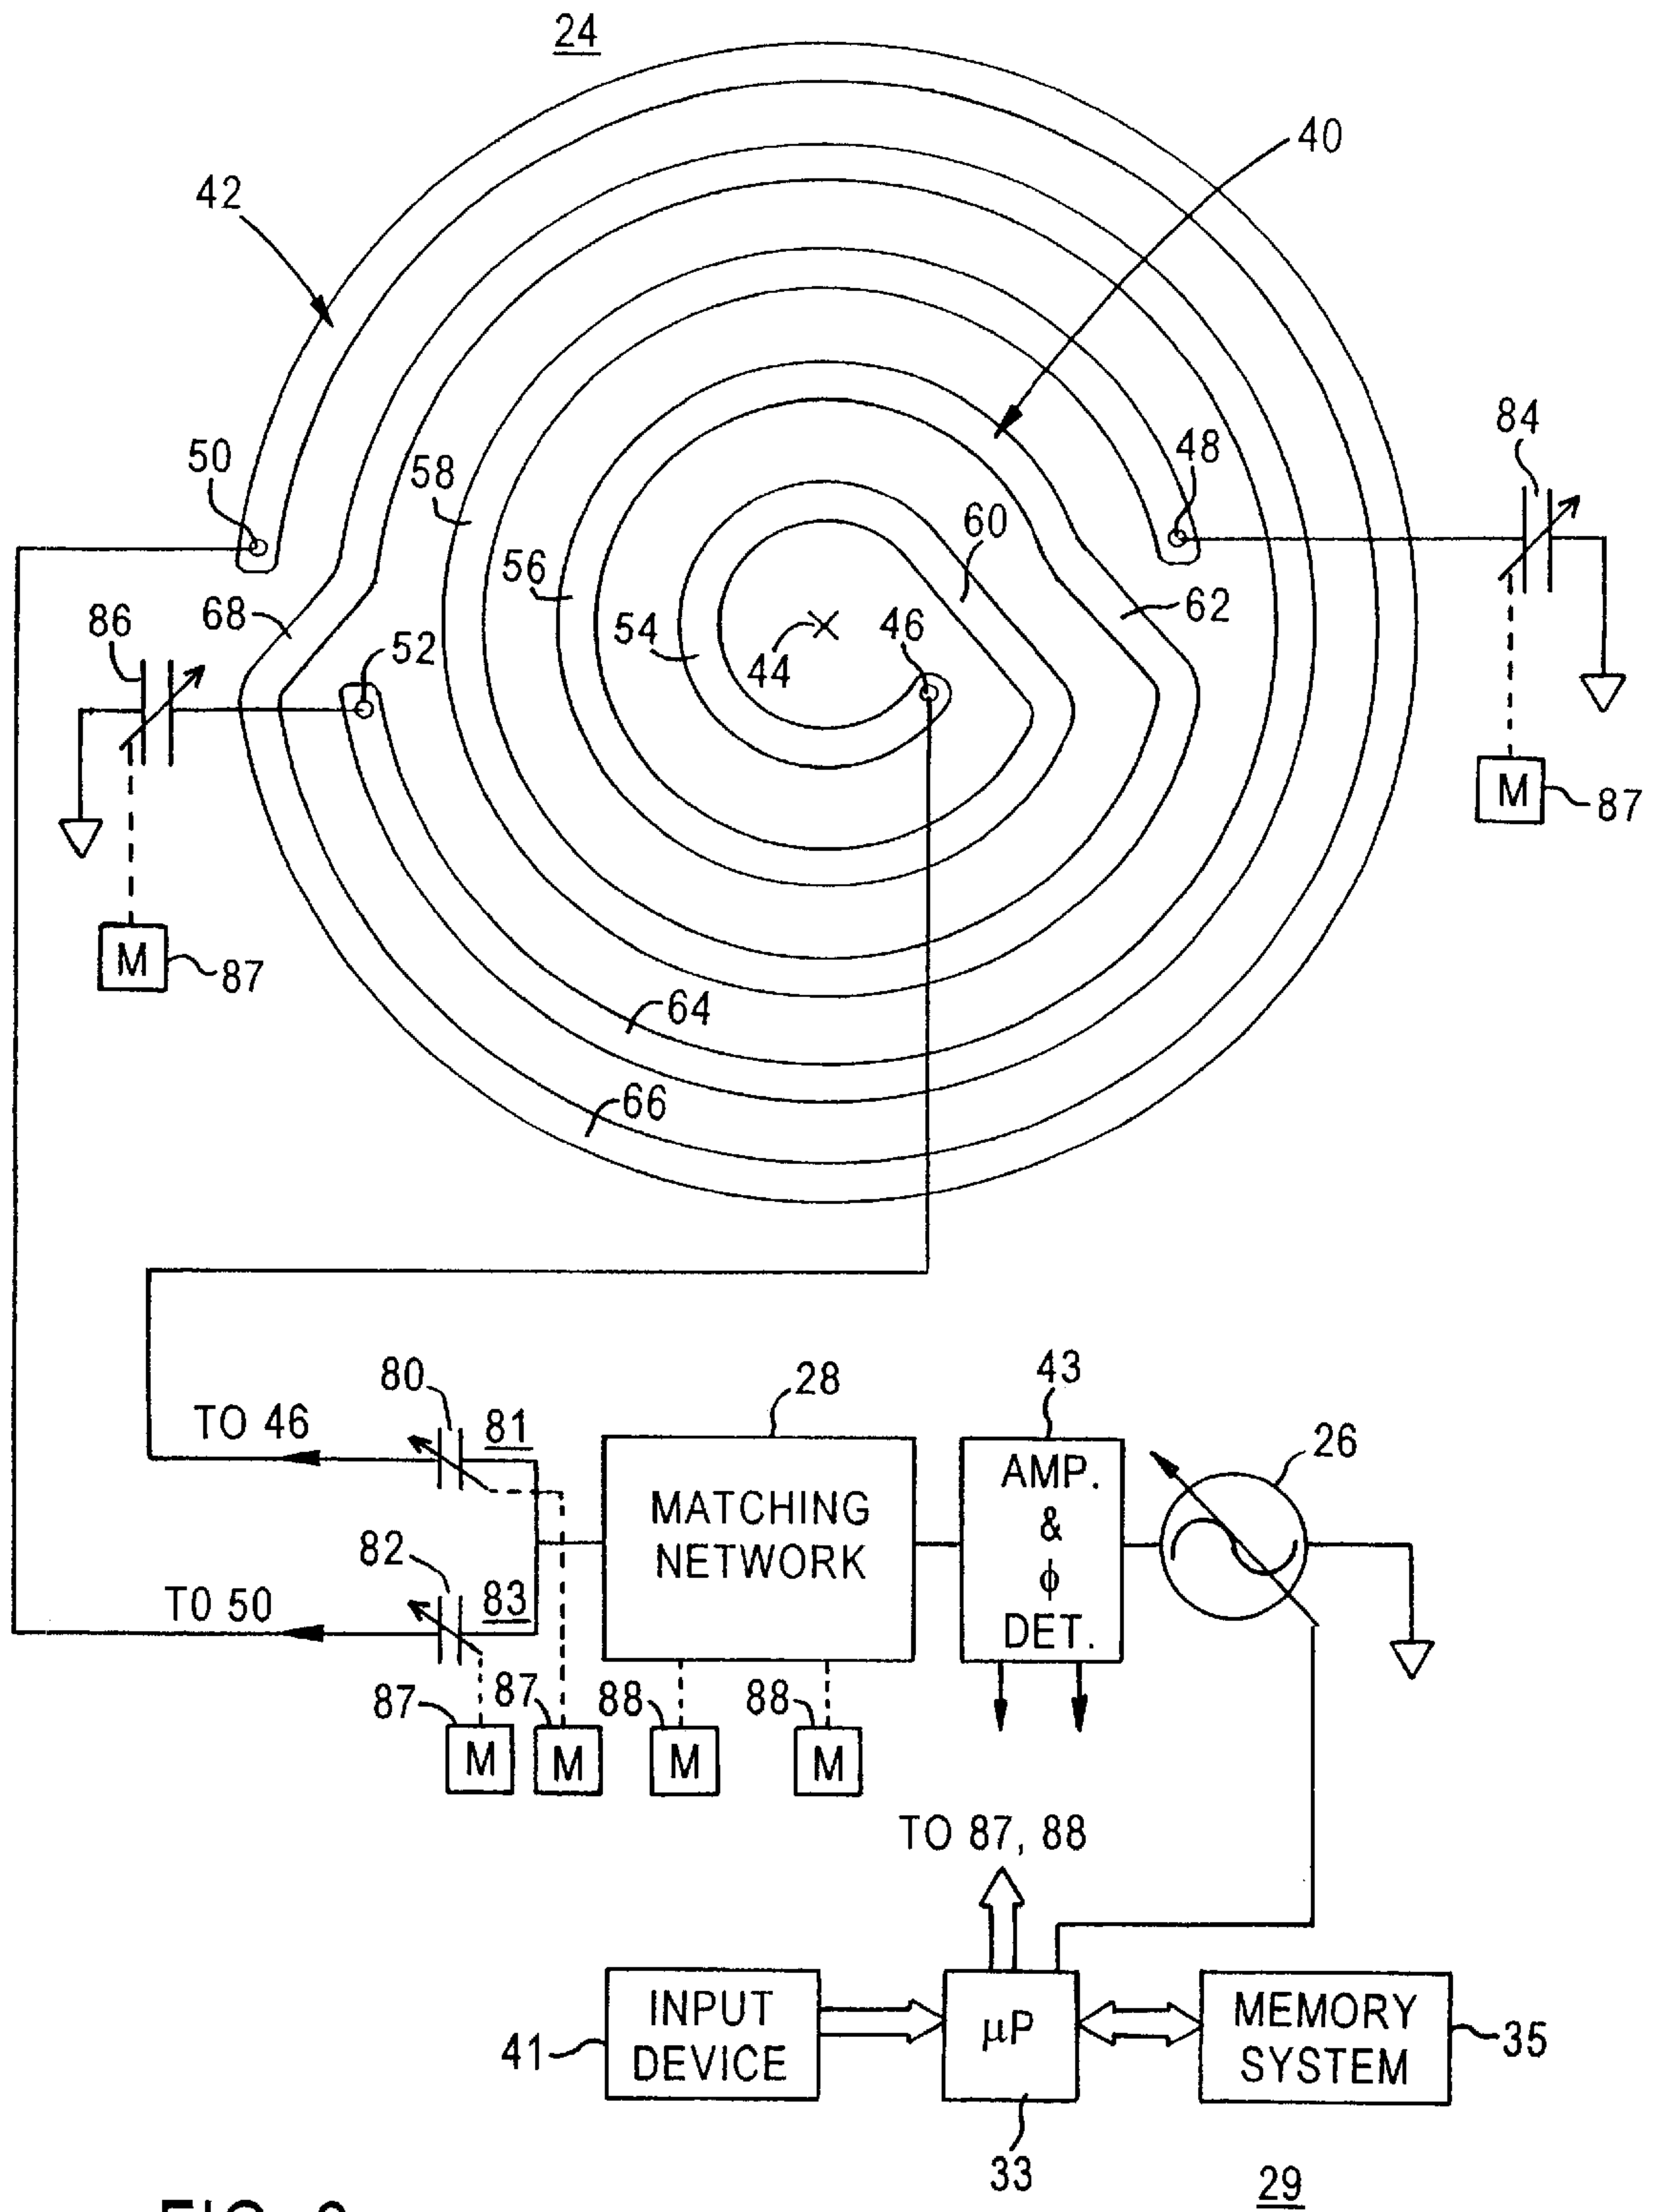 24
40
42
84
50
48
58
60
56
62
68
86
54
46
52
44
M
87
M
87
64
66
80
28
43
TO 46
81
26
AMP.
&
ϕ
DET.
MATCHING
NETWORK
82
TO 50
83
87
87
88
88
M
M
M
M
TO 87, 88
INPUT
DEVICE
μP
MEMORY
SYSTEM
41
35
33
29